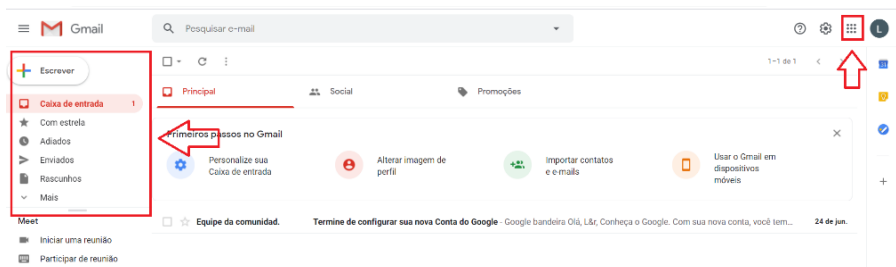 Gmail
Pesquisar e-mail
L
Escrever
1–1 de 1
Caixa de entrada 1
Com estrela
Adiados
Enviados
Rascunhos
Mais
Meet
Iniciar uma reunião
Participar de reunião
Principal
Social
Promoções
Primeiros passos no Gmail
Personalize sua
Caixa de entrada
Alterar imagem de
perfil
Importar contatos
e e-mails
Usar o Gmail em
dispositivos
móveis
Equipe da comunidad. Termine de configurar sua nova Conta do Google - Google bandeira Olá, L&r, Conheça o Google. Com sua nova conta, você tem... 24 de jun.